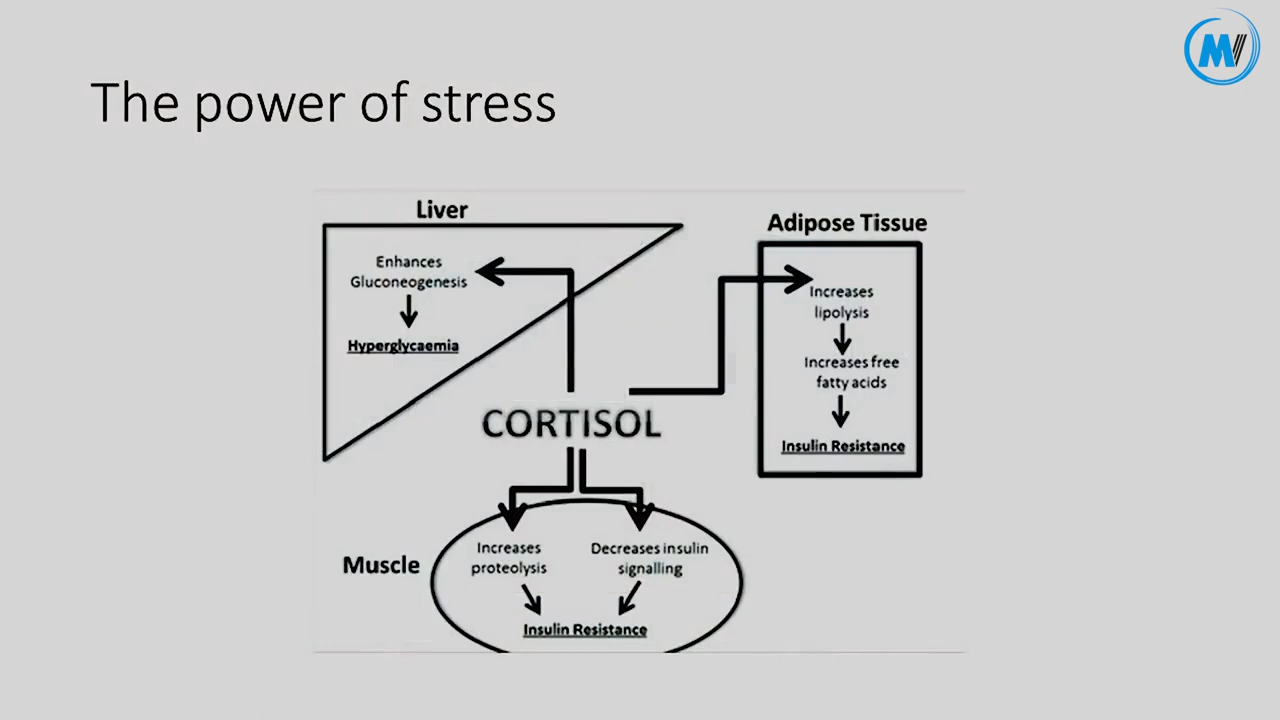 The power of stress
MV
Liver
Enhances
Gluconeogenesis
Hyperglycaemia
Adipose Tissue
Increases
lipolysis
Increases free
fatty acids
Insulin Resistance
CORTISOL
Muscle
Increases
proteolysis
Decreases insulin
signalling
Insulin Resistance